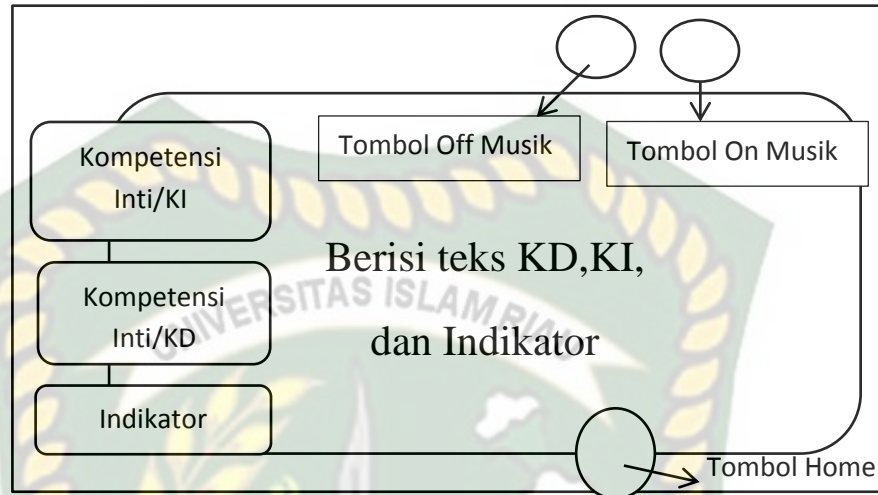 Tombol Off Musik
Tombol On Musik
Kompetensi
Inti/KI
Berisi teks KD,KI,
dan Indikator
UNIVERSITAS ISLAM RIAU
Kompetensi
Inti/KD
Indikator
Tombol Home